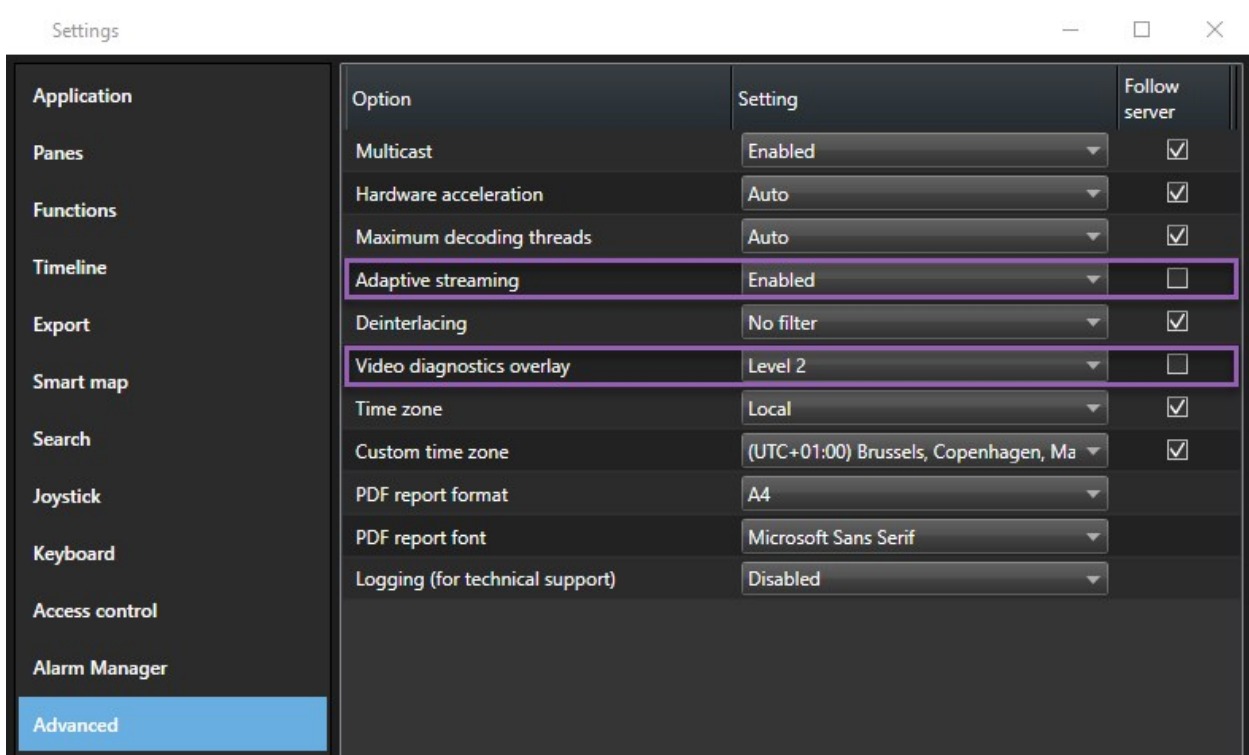 Settings
Application
Panes
Functions
Timeline
Export
Smart map
Search
Joystick
Keyboard
Access control
Alarm Manager
Advanced
Option Setting Follow server
Multicast Enabled
Hardware acceleration Auto
Maximum decoding threads Auto
Adaptive streaming Enabled
Deinterlacing No filter
Video diagnostics overlay Level 2
Time zone Local
Custom time zone (UTC+01:00) Brussels, Copenhagen, Ma
PDF report format A4
PDF report font Microsoft Sans Serif
Logging (for technical support) Disabled